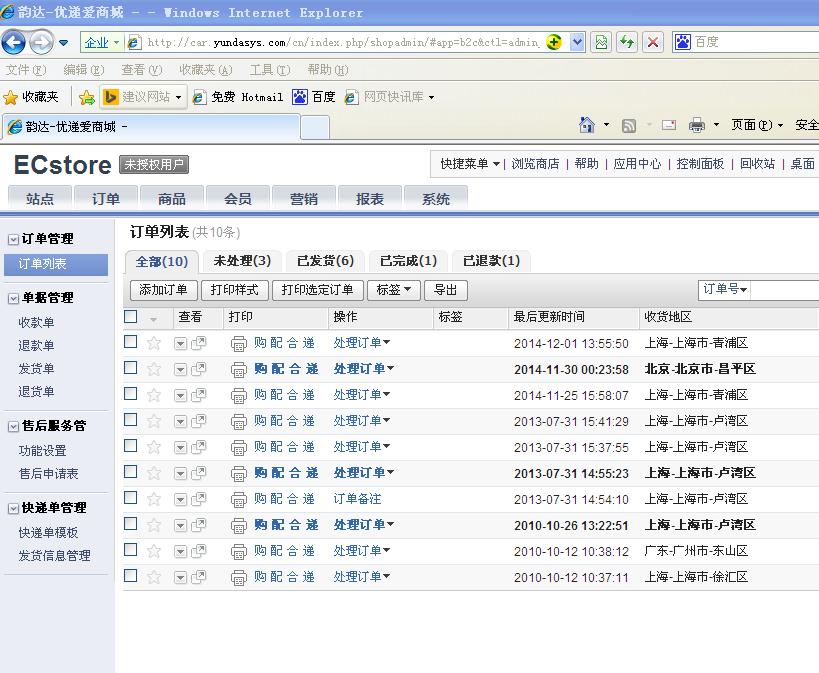 韵达-优递爱商城 - - Windows Internet Explorer
企业 http://car.yundasys.com/cn/index.php/shopadmin/#app=b2c&ctl=admin_ 百度
文件(F) 编辑(E) 查看(V) 收藏夹(A) 工具(T) 帮助(H)
收藏夹 建议网站 免费 Hotmail 百度 网页快讯库
韵达-优递爱商城 - 页面(P) 安全
ECstore 未授权用户 快捷菜单 | 浏览商店 | 帮助 | 应用中心 | 控制面板 | 回收站 | 桌面
站点 订单 商品 会员 营销 报表 系统
订单管理
订单列表
单据管理
收款单
退款单
发货单
退货单
售后服务管
功能设置
售后申请表
快递单管理
快递单模板
发货信息管理
订单列表 (共10条)
全部(10) 未处理(3) 已发货(6) 已完成(1) 已退款(1)
添加订单 打印样式 打印选定订单 标签 导出 订单号
查看 打印 操作 标签 最后更新时间 收货地区
购 配 合 递 处理订单 2014-12-01 13:55:50 上海-上海市-青浦区
购 配 合 递 处理订单 2014-11-30 00:23:58 北京-北京市-昌平区
购 配 合 递 处理订单 2014-11-25 15:58:07 上海-上海市-青浦区
购 配 合 递 处理订单 2013-07-31 15:41:29 上海-上海市-卢湾区
购 配 合 递 处理订单 2013-07-31 15:37:55 上海-上海市-卢湾区
购 配 合 递 处理订单 2013-07-31 14:55:23 上海-上海市-卢湾区
购 配 合 递 订单备注 2013-07-31 14:54:10 上海-上海市-卢湾区
购 配 合 递 处理订单 2010-10-26 13:22:51 上海-上海市-卢湾区
购 配 合 递 处理订单 2010-10-12 10:38:12 广东-广州市-东山区
购 配 合 递 处理订单 2010-10-12 10:37:11 上海-上海市-徐汇区